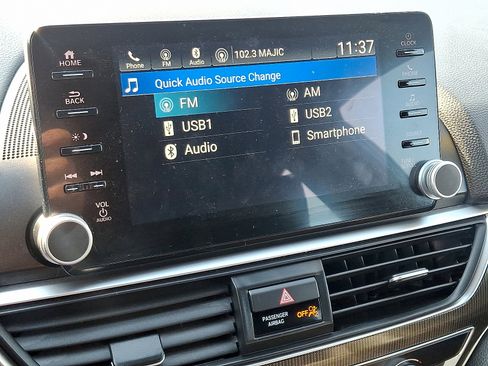 Phone FM Audio 102.3 MAJIC 11:37
Quick Audio Source Change
FM AM
USB1 USB2
Audio Smartphone
HOME
BACK
VOL
AUDIO
CLOCK
PHONE
PASSENGER
AIRBAG
OFF